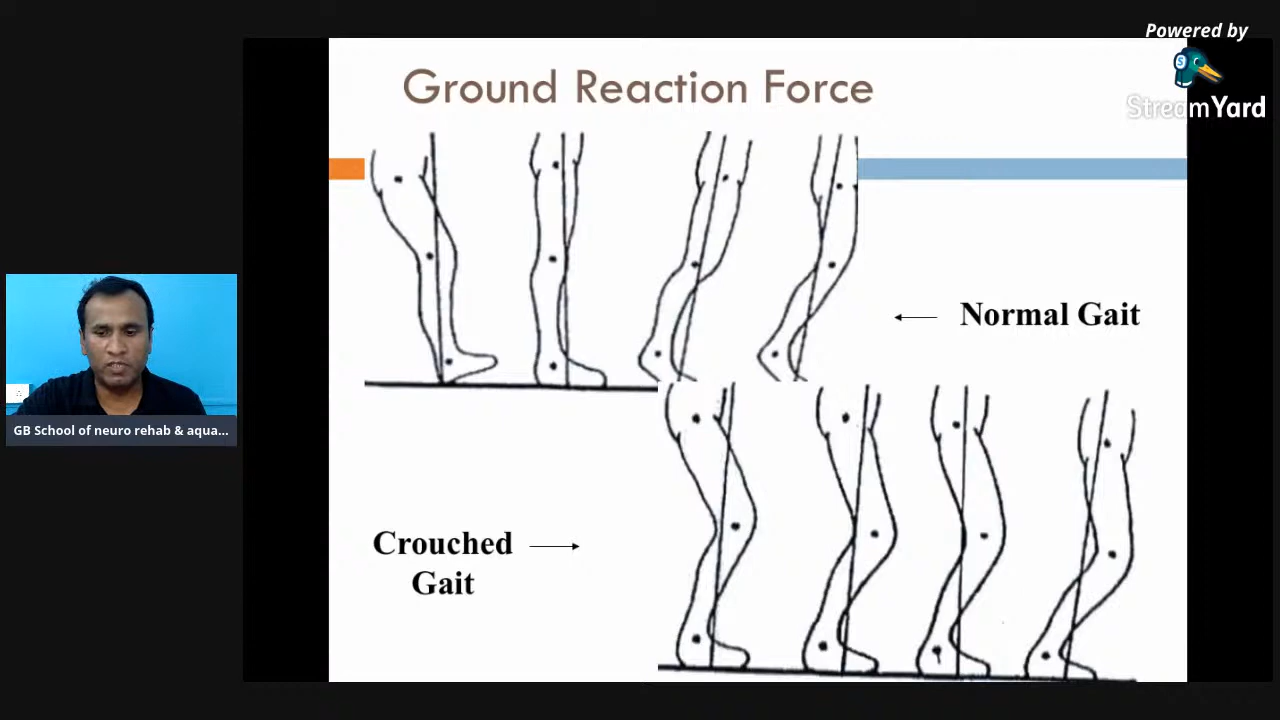 Powered by
StreamYard
Ground Reaction Force
Normal Gait
GB School of neuro rehab & aqua...
Crouched
Gait